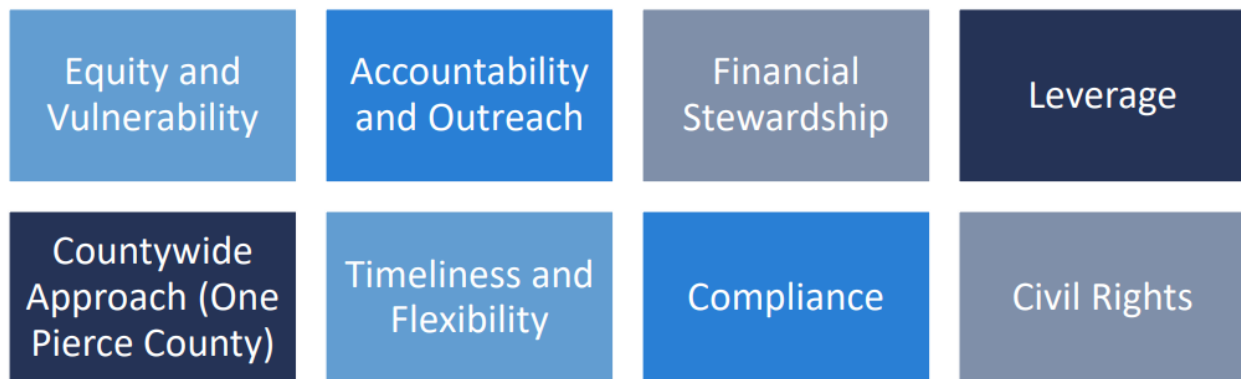 Equity and
Vulnerability
Accountability
and Outreach
Financial
Stewardship
Leverage
Countywide
Approach (One
Pierce County)
Timeliness and
Flexibility
Compliance
Civil Rights